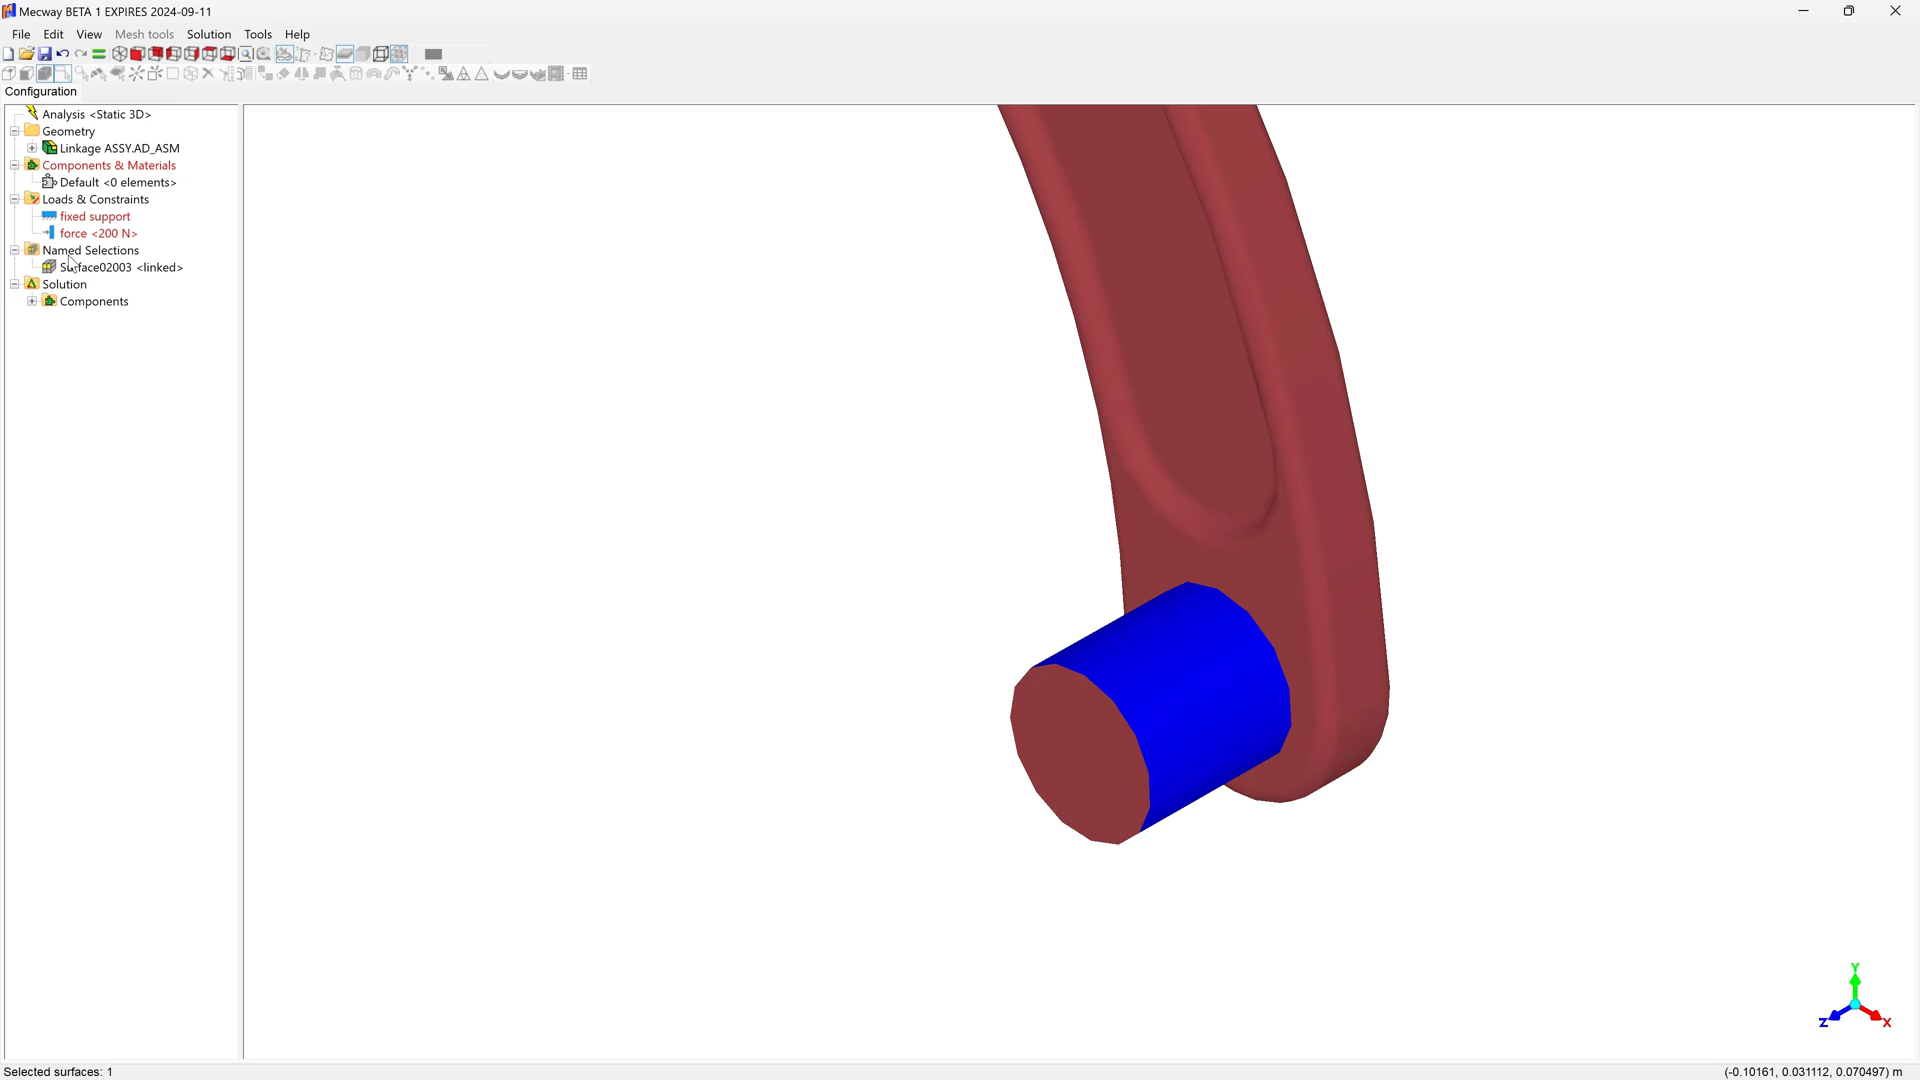 Mecway BETA 1 EXPIRES 2024-09-11
File Edit View Mesh tools Solution Tools Help
Configuration
Analysis <Static 3D>
Geometry
Linkage ASSY.AD_ASM
Components & Materials
Default <0 elements>
Loads & Constraints
fixed support
force <200 N>
Named Selections
Surface02003 <linked>
Solution
Components
Y
Z X
Selected surfaces: 1 (-0.10161, 0.031112, 0.070497) m